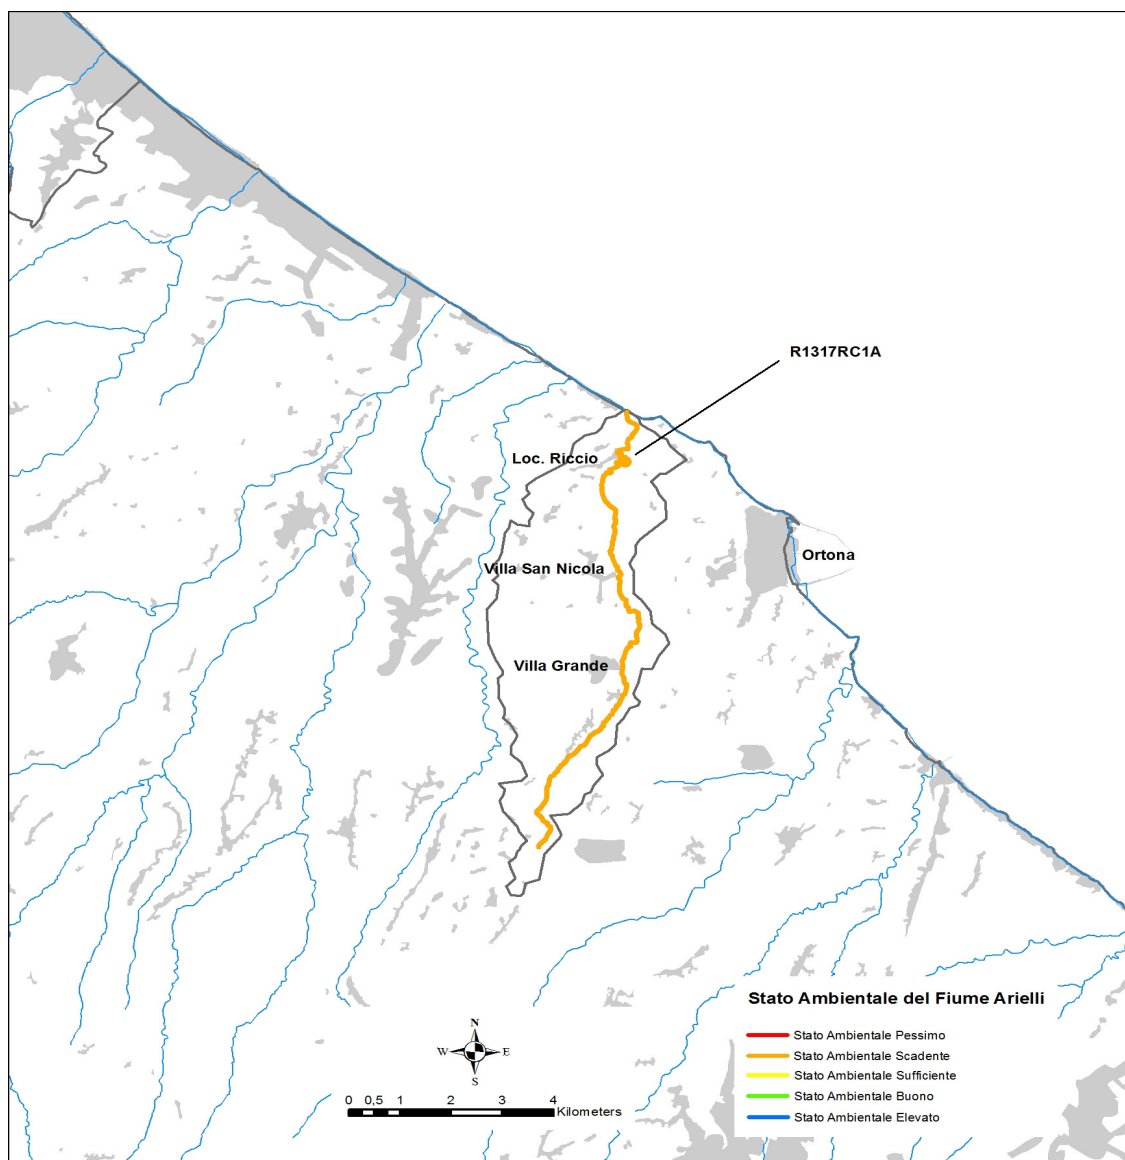 R1317RC1A
Loc. Riccio
Ortona
Villa San Nicola
Villa Grande
Stato Ambientale del Fiume Arielli
Stato Ambientale Pessimo
Stato Ambientale Scadente
Stato Ambientale Sufficiente
Stato Ambientale Buono
Stato Ambientale Elevato
N
W E
S
0 0,5 1 2 3 4
Kilometers